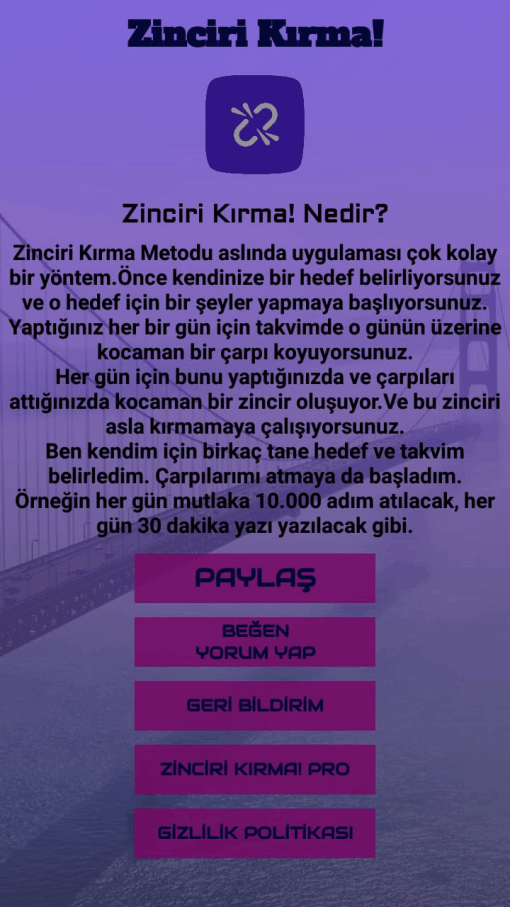 Zinciri Kırma!
Zinciri Kırma! Nedir?
Zinciri Kırma Metodu aslında uygulaması çok kolay
bir yöntem.Önce kendinize bir hedef belirliyorsunuz
ve o hedef için bir şeyler yapmaya başlıyorsunuz.
Yaptığınız her bir gün için takvimde o günün üzerine
kocaman bir çarpı koyuyorsunuz.
Her gün için bunu yaptığınızda ve çarpıları
attığınızda kocaman bir zincir oluşuyor.Ve bu zinciri
asla kırmamaya çalışıyorsunuz.
Ben kendim için birkaç tane hedef ve takvim
belirledim. Çarpılarımı atmaya da başladım.
Örneğin her gün mutlaka 10.000 adım atılacak, her
gün 30 dakika yazı yazılacak gibi.
PAYLAŞ
BEĞEN
YORUM YAP
GERİ BİLDİRİM
ZİNCİRİ KIRMA! PRO
GİZLİLİK POLİTİKASI